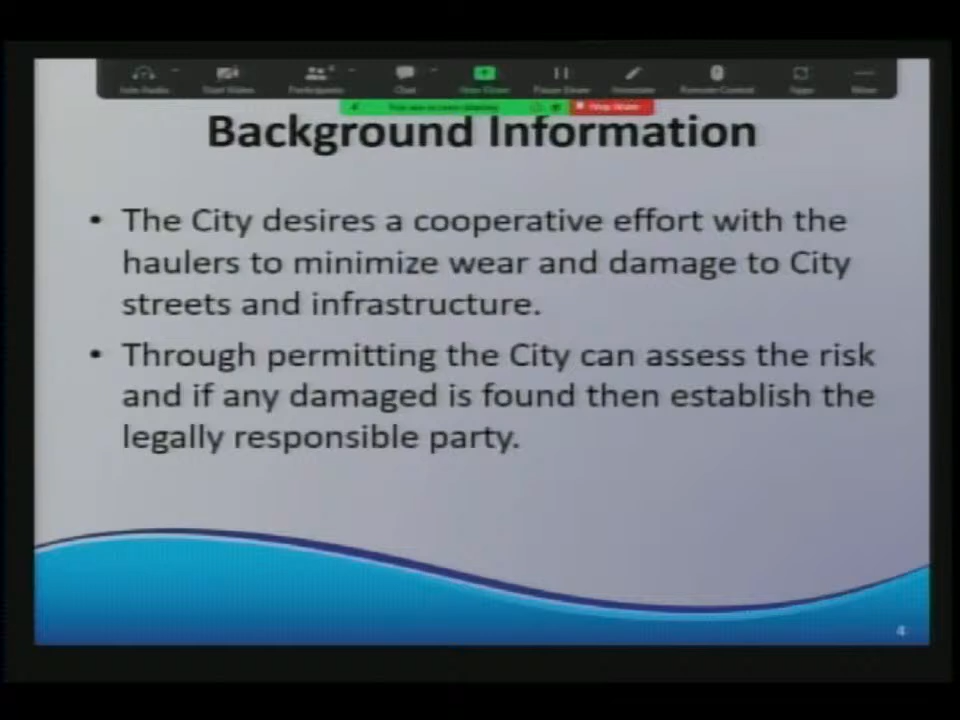 Chat
More
Background Information
• The City desires a cooperative effort with the
haulers to minimize wear and damage to City
streets and infrastructure.
• Through permitting the City can assess the risk
and if any damaged is found then establish the
legally responsible party.
4